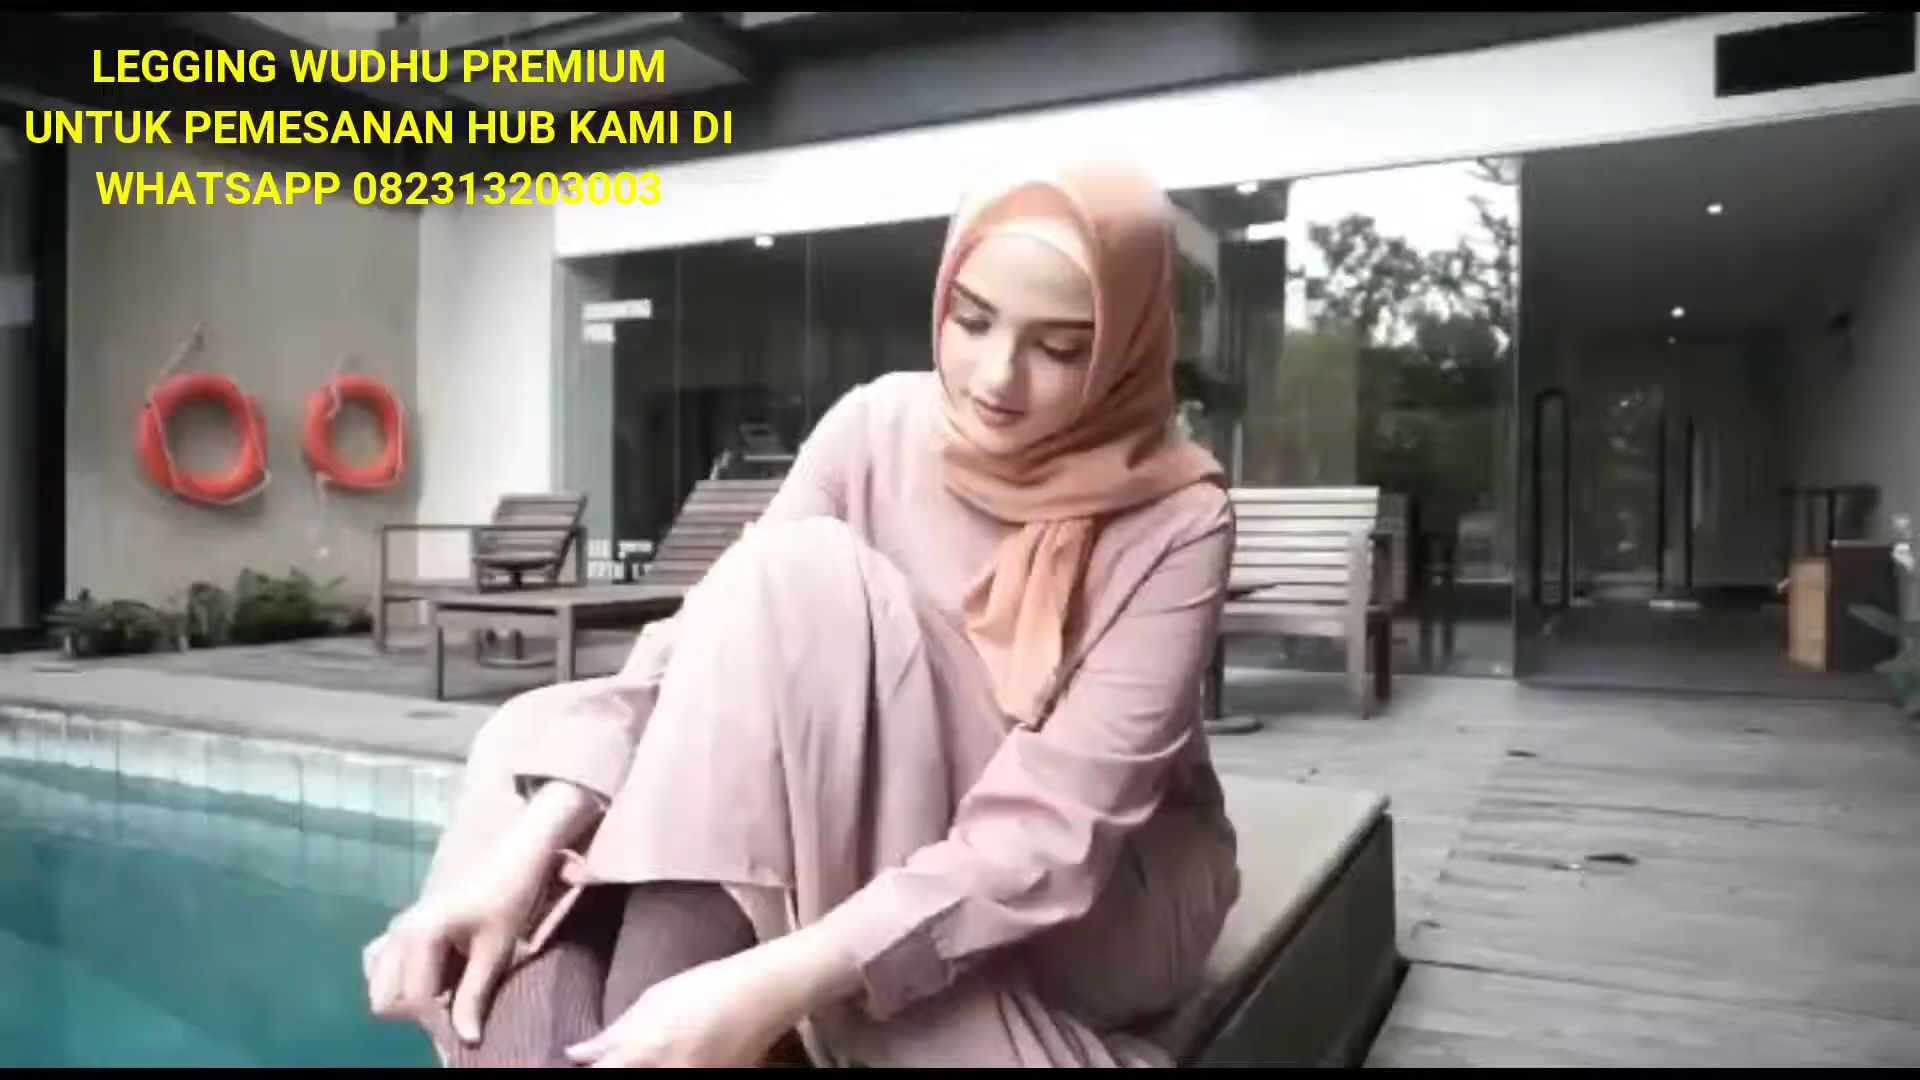 LEGGING WUDHU PREMIUM
UNTUK PEMESANAN HUB KAMI DI
WHATSAPP 082313203003